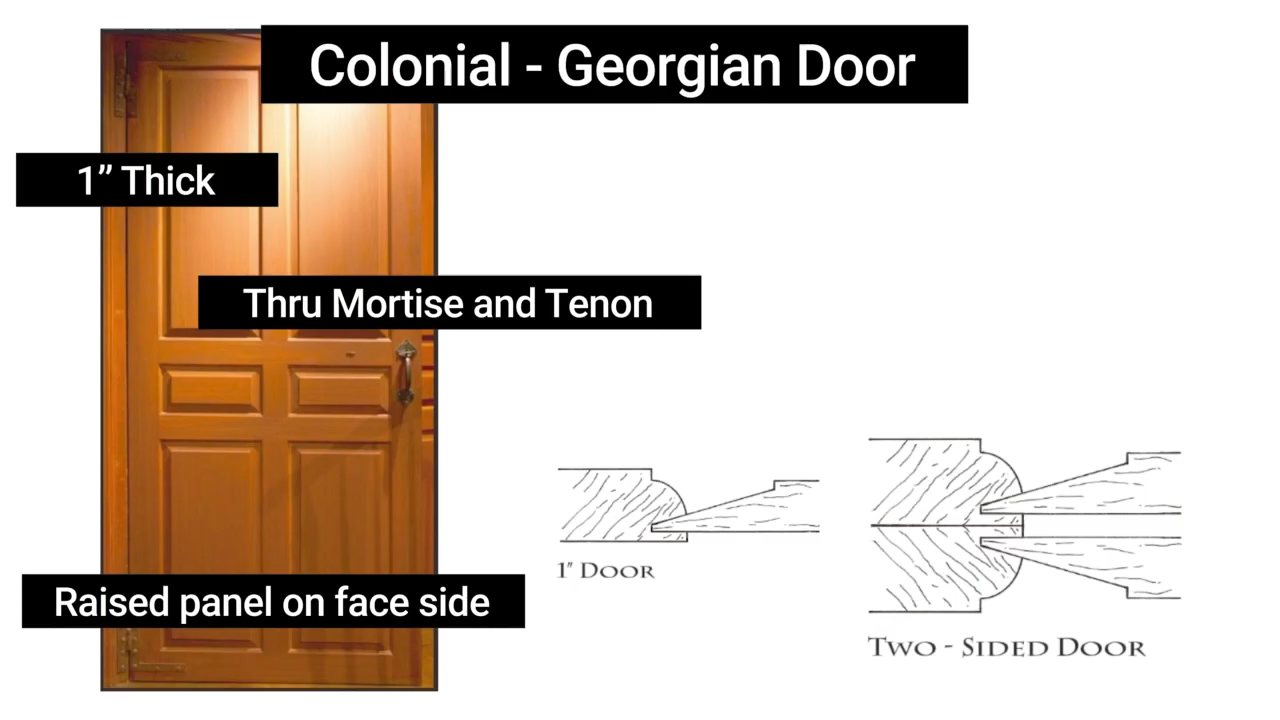 Colonial - Georgian Door
1” Thick
Thru Mortise and Tenon
1" Door
Raised panel on face side
Two - Sided Door